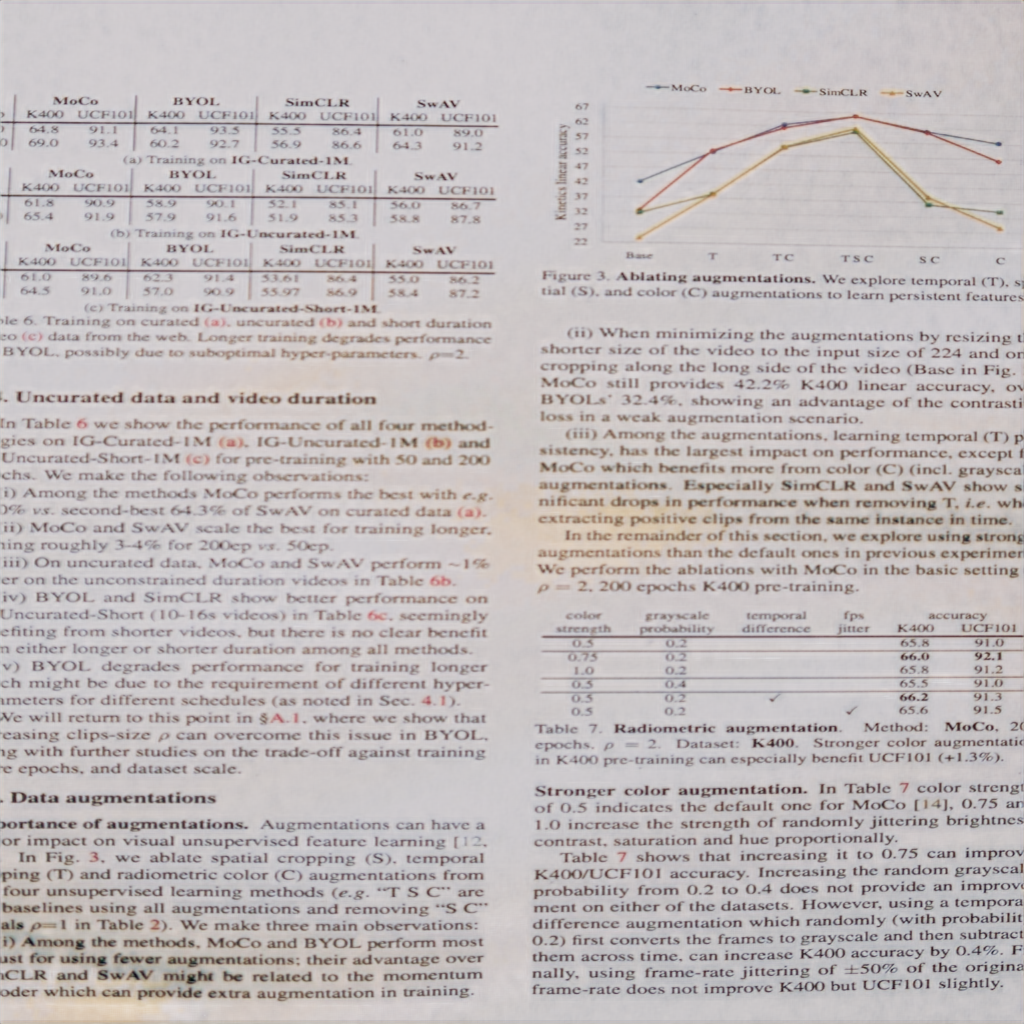 MoCo BYOL SimCLR SwAV
K400 UCF101 K400 UCF101 K400 UCF101 K400 UCF101
64.8 91.1 64.1 93.5 55.5 86.4 61.0 89.0
69.0 93.4 60.2 92.7 56.9 86.6 64.3 91.2
(a) Training on IG-Curated-1M
MoCo BYOL SimCLR SwAV
K400 UCF101 K400 UCF101 K400 UCF101 K400 UCF101
61.8 90.9 58.9 90.1 52.1 85.1 56.0 86.7
65.4 91.9 57.9 91.6 51.9 85.3 58.8 87.8
(b) Training on IG-Uncurated-1M
MoCo BYOL SimCLR SwAV
K400 UCF101 K400 UCF101 K400 UCF101 K400 UCF101
61.0 89.6 62.3 91.4 53.61 86.4 55.0 86.2
64.5 91.0 57.0 90.9 55.97 86.9 58.4 87.2
(c) Training on IG-Uncurated-Short-1M
ble 6. Training on curated (a), uncurated (b) and short duration
eo (c) data from the web. Longer training degrades performance
BYOL, possibly due to suboptimal hyper-parameters. ρ=2.
. Uncurated data and video duration
In Table 6 we show the performance of all four method-
gies on IG-Curated-1M (a), IG-Uncurated-1M (b) and
Uncurated-Short-1M (c) for pre-training with 50 and 200
chs. We make the following observations:
i) Among the methods MoCo performs the best with e.g.
0% vs. second-best 64.3% of SwAV on curated data (a).
ii) MoCo and SwAV scale the best for training longer,
ning roughly 3-4% for 200ep vs. 50ep.
iii) On uncurated data, MoCo and SwAV perform ~1%
er on the unconstrained duration videos in Table 6b.
iv) BYOL and SimCLR show better performance on
Uncurated-Short (10-16s videos) in Table 6c, seemingly
efiting from shorter videos, but there is no clear benefit
n either longer or shorter duration among all methods.
v) BYOL degrades performance for training longer
ch might be due to the requirement of different hyper-
ameters for different schedules (as noted in Sec. 4.1).
We will return to this point in §A.1, where we show that
reasing clips-size ρ can overcome this issue in BYOL,
ng with further studies on the trade-off against training
re epochs, and dataset scale.
. Data augmentations
portance of augmentations. Augmentations can have a
or impact on visual unsupervised feature learning [12,
In Fig. 3, we ablate spatial cropping (S), temporal
ping (T) and radiometric color (C) augmentations from
four unsupervised learning methods (e.g. "T S C" are
baselines using all augmentations and removing "S C"
als ρ=1 in Table 2). We make three main observations:
i) Among the methods, MoCo and BYOL perform most
ust for using fewer augmentations; their advantage over
CLR and SwAV might be related to the momentum
oder which can provide extra augmentation in training.
MoCo BYOL SimCLR SwAV
Kinetics linear accuracy
67
62
57
52
47
42
37
32
27
22
Base T TC TSC SC C
Figure 3. Ablating augmentations. We explore temporal (T), sp
tial (S), and color (C) augmentations to learn persistent features
(ii) When minimizing the augmentations by resizing t
shorter size of the video to the input size of 224 and on
cropping along the long side of the video (Base in Fig.
MoCo still provides 42.2% K400 linear accuracy, ov
BYOLs' 32.4%, showing an advantage of the contrasti
loss in a weak augmentation scenario.
(iii) Among the augmentations, learning temporal (T) p
sistency, has the largest impact on performance, except f
MoCo which benefits more from color (C) (incl. grayscal
augmentations. Especially SimCLR and SwAV show s
nificant drops in performance when removing T, i.e. wh
extracting positive clips from the same instance in time.
In the remainder of this section, we explore using strong
augmentations than the default ones in previous experimen
We perform the ablations with MoCo in the basic setting
ρ = 2, 200 epochs K400 pre-training.
color grayscale temporal fps accuracy
strength probability difference jitter K400 UCF101
0.5 0.2 65.8 91.0
0.75 0.2 66.0 92.1
1.0 0.2 65.8 91.2
0.5 0.4 65.5 91.0
0.5 0.2 ✓ 66.2 91.3
0.5 0.2 ✓ 65.6 91.5
Table 7. Radiometric augmentation. Method: MoCo, 20
epochs, ρ = 2. Dataset: K400. Stronger color augmentatio
in K400 pre-training can especially benefit UCF101 (+1.3%).
Stronger color augmentation. In Table 7 color strengt
of 0.5 indicates the default one for MoCo [14], 0.75 an
1.0 increase the strength of randomly jittering brightnes
contrast, saturation and hue proportionally.
Table 7 shows that increasing it to 0.75 can improv
K400/UCF101 accuracy. Increasing the random grayscal
probability from 0.2 to 0.4 does not provide an improve
ment on either of the datasets. However, using a tempora
difference augmentation which randomly (with probabilit
0.2) first converts the frames to grayscale and then subtract
them across time, can increase K400 accuracy by 0.4%. F
nally, using frame-rate jittering of ±50% of the origina
frame-rate does not improve K400 but UCF101 slightly.